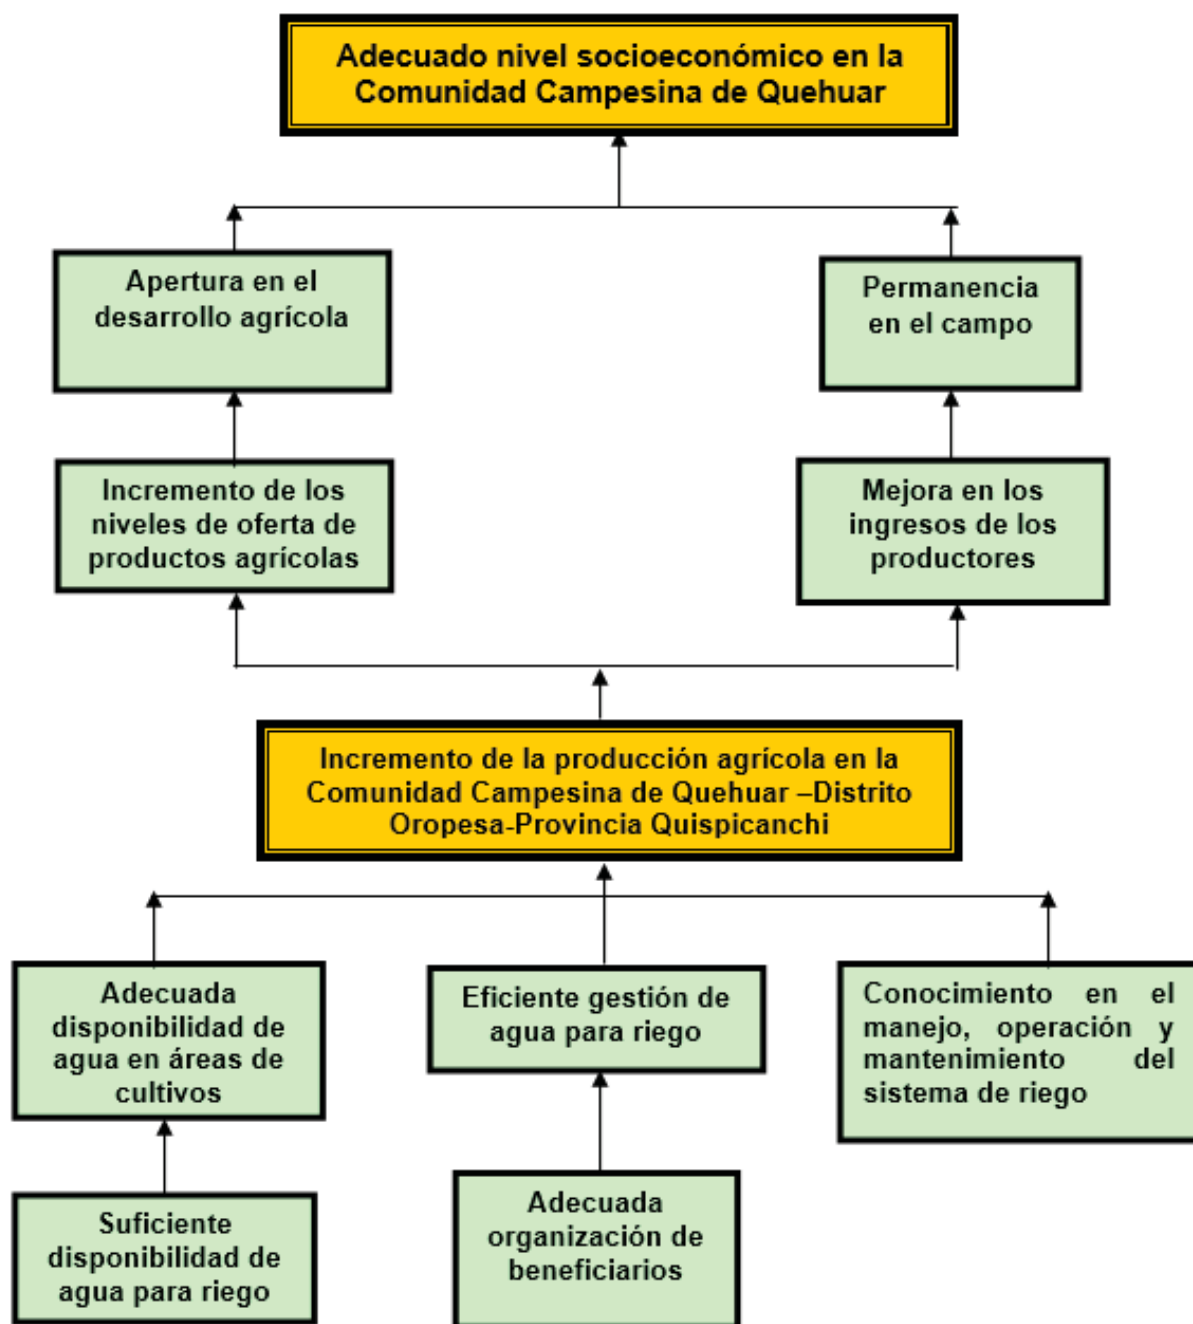 Adecuado nivel socioeconómico en la
Comunidad Campesina de Quehuar
Apertura en el
desarrollo agrícola
Permanencia
en el campo
Incremento de los
niveles de oferta de
productos agrícolas
Mejora en los
ingresos de los
productores
Incremento de la producción agrícola en la
Comunidad Campesina de Quehuar –Distrito
Oropesa-Provincia Quispicanchi
Adecuada
disponibilidad de
agua en áreas de
cultivos
Eficiente gestión de
agua para riego
Conocimiento en el
manejo, operación y
mantenimiento del
sistema de riego
Suficiente
disponibilidad de
agua para riego
Adecuada
organización de
beneficiarios